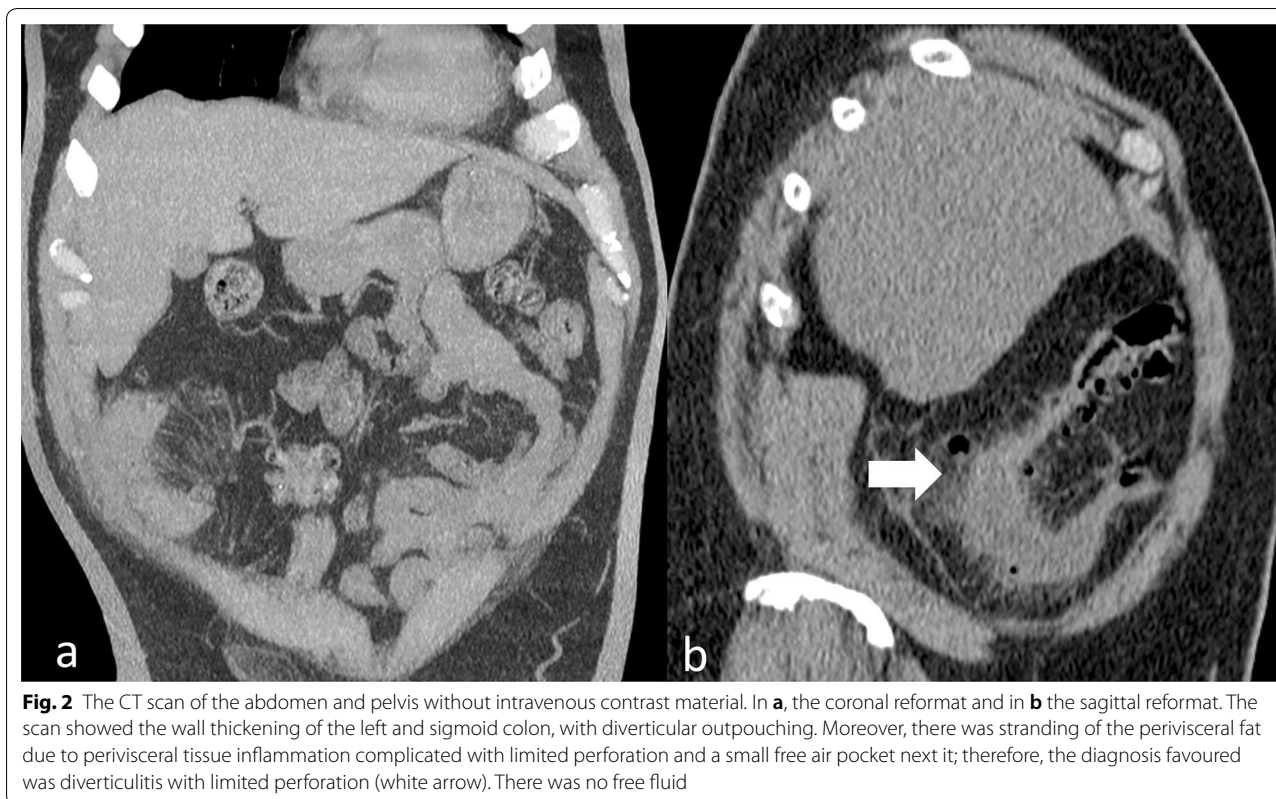 a
b
Fig. 2 The CT scan of the abdomen and pelvis without intravenous contrast material. In a, the coronal reformat and in b the sagittal reformat. The
scan showed the wall thickening of the left and sigmoid colon, with diverticular outpouching. Moreover, there was stranding of the perivisceral fat
due to perivisceral tissue inflammation complicated with limited perforation and a small free air pocket next it; therefore, the diagnosis favoured
was diverticulitis with limited perforation (white arrow). There was no free fluid